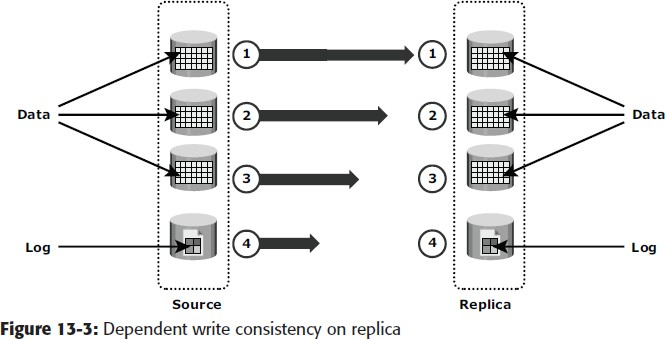 1 1
Data 2 2 Data
3 3
Log 4 4 Log
Source Replica
Figure 13-3: Dependent write consistency on replica